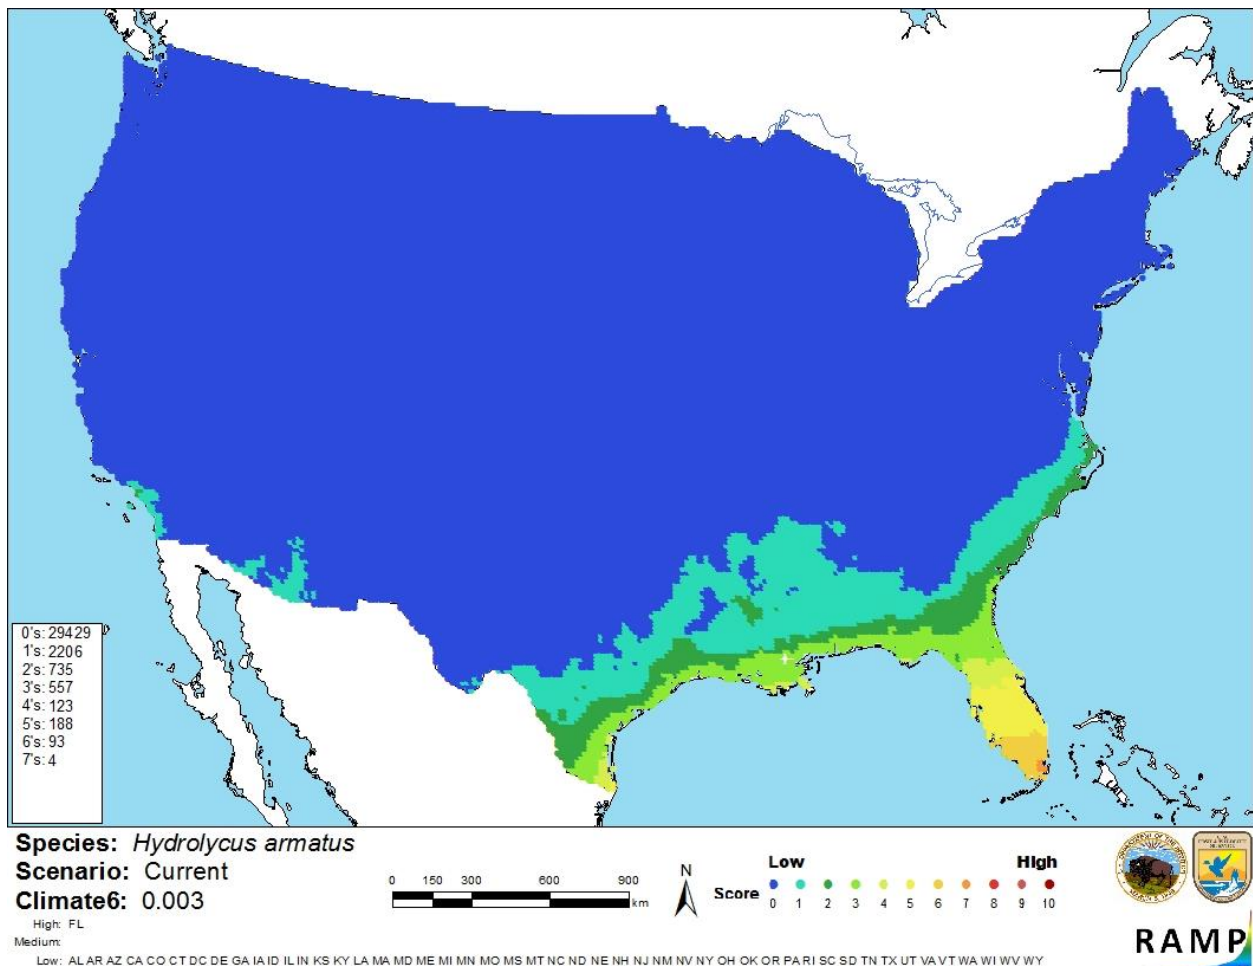 0's: 29429
1's: 2206
2's: 735
3's: 557
4's: 123
5's: 188
6's: 93
7's: 4
Species: Hydrolycus armatus
Scenario: Current
Climate6: 0.003
High: FL
Medium:
Low: AL AR AZ CA CO CT DC DE GA IA ID IL IN KS KY LA MA MD ME MI MN MO MS MT NC ND NE NH NJ NM NV NY OH OK OR PA RI SC SD TN TX UT VA VT WA WI WV WY
0 150 300 600 900
km
N
Low High
Score
0 1 2 3 4 5 6 7 8 9 10
RAMP